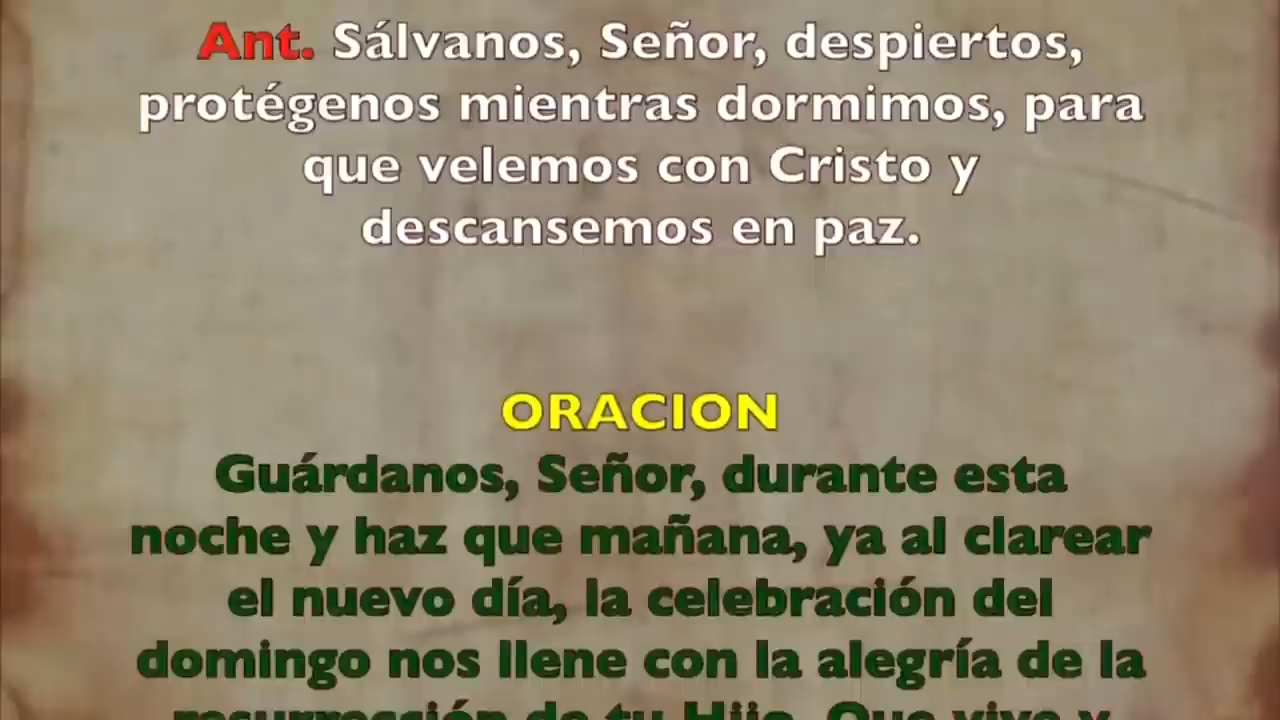 Ant. Sálvanos, Señor, despiertos,
protégenos mientras dormimos, para
que velemos con Cristo y
descansemos en paz.
ORACION
Guárdanos, Señor, durante esta
noche y haz que mañana, ya al clarear
el nuevo día, la celebración del
domingo nos llene con la alegría de la
resurrección de tu Hijo. Que vive y